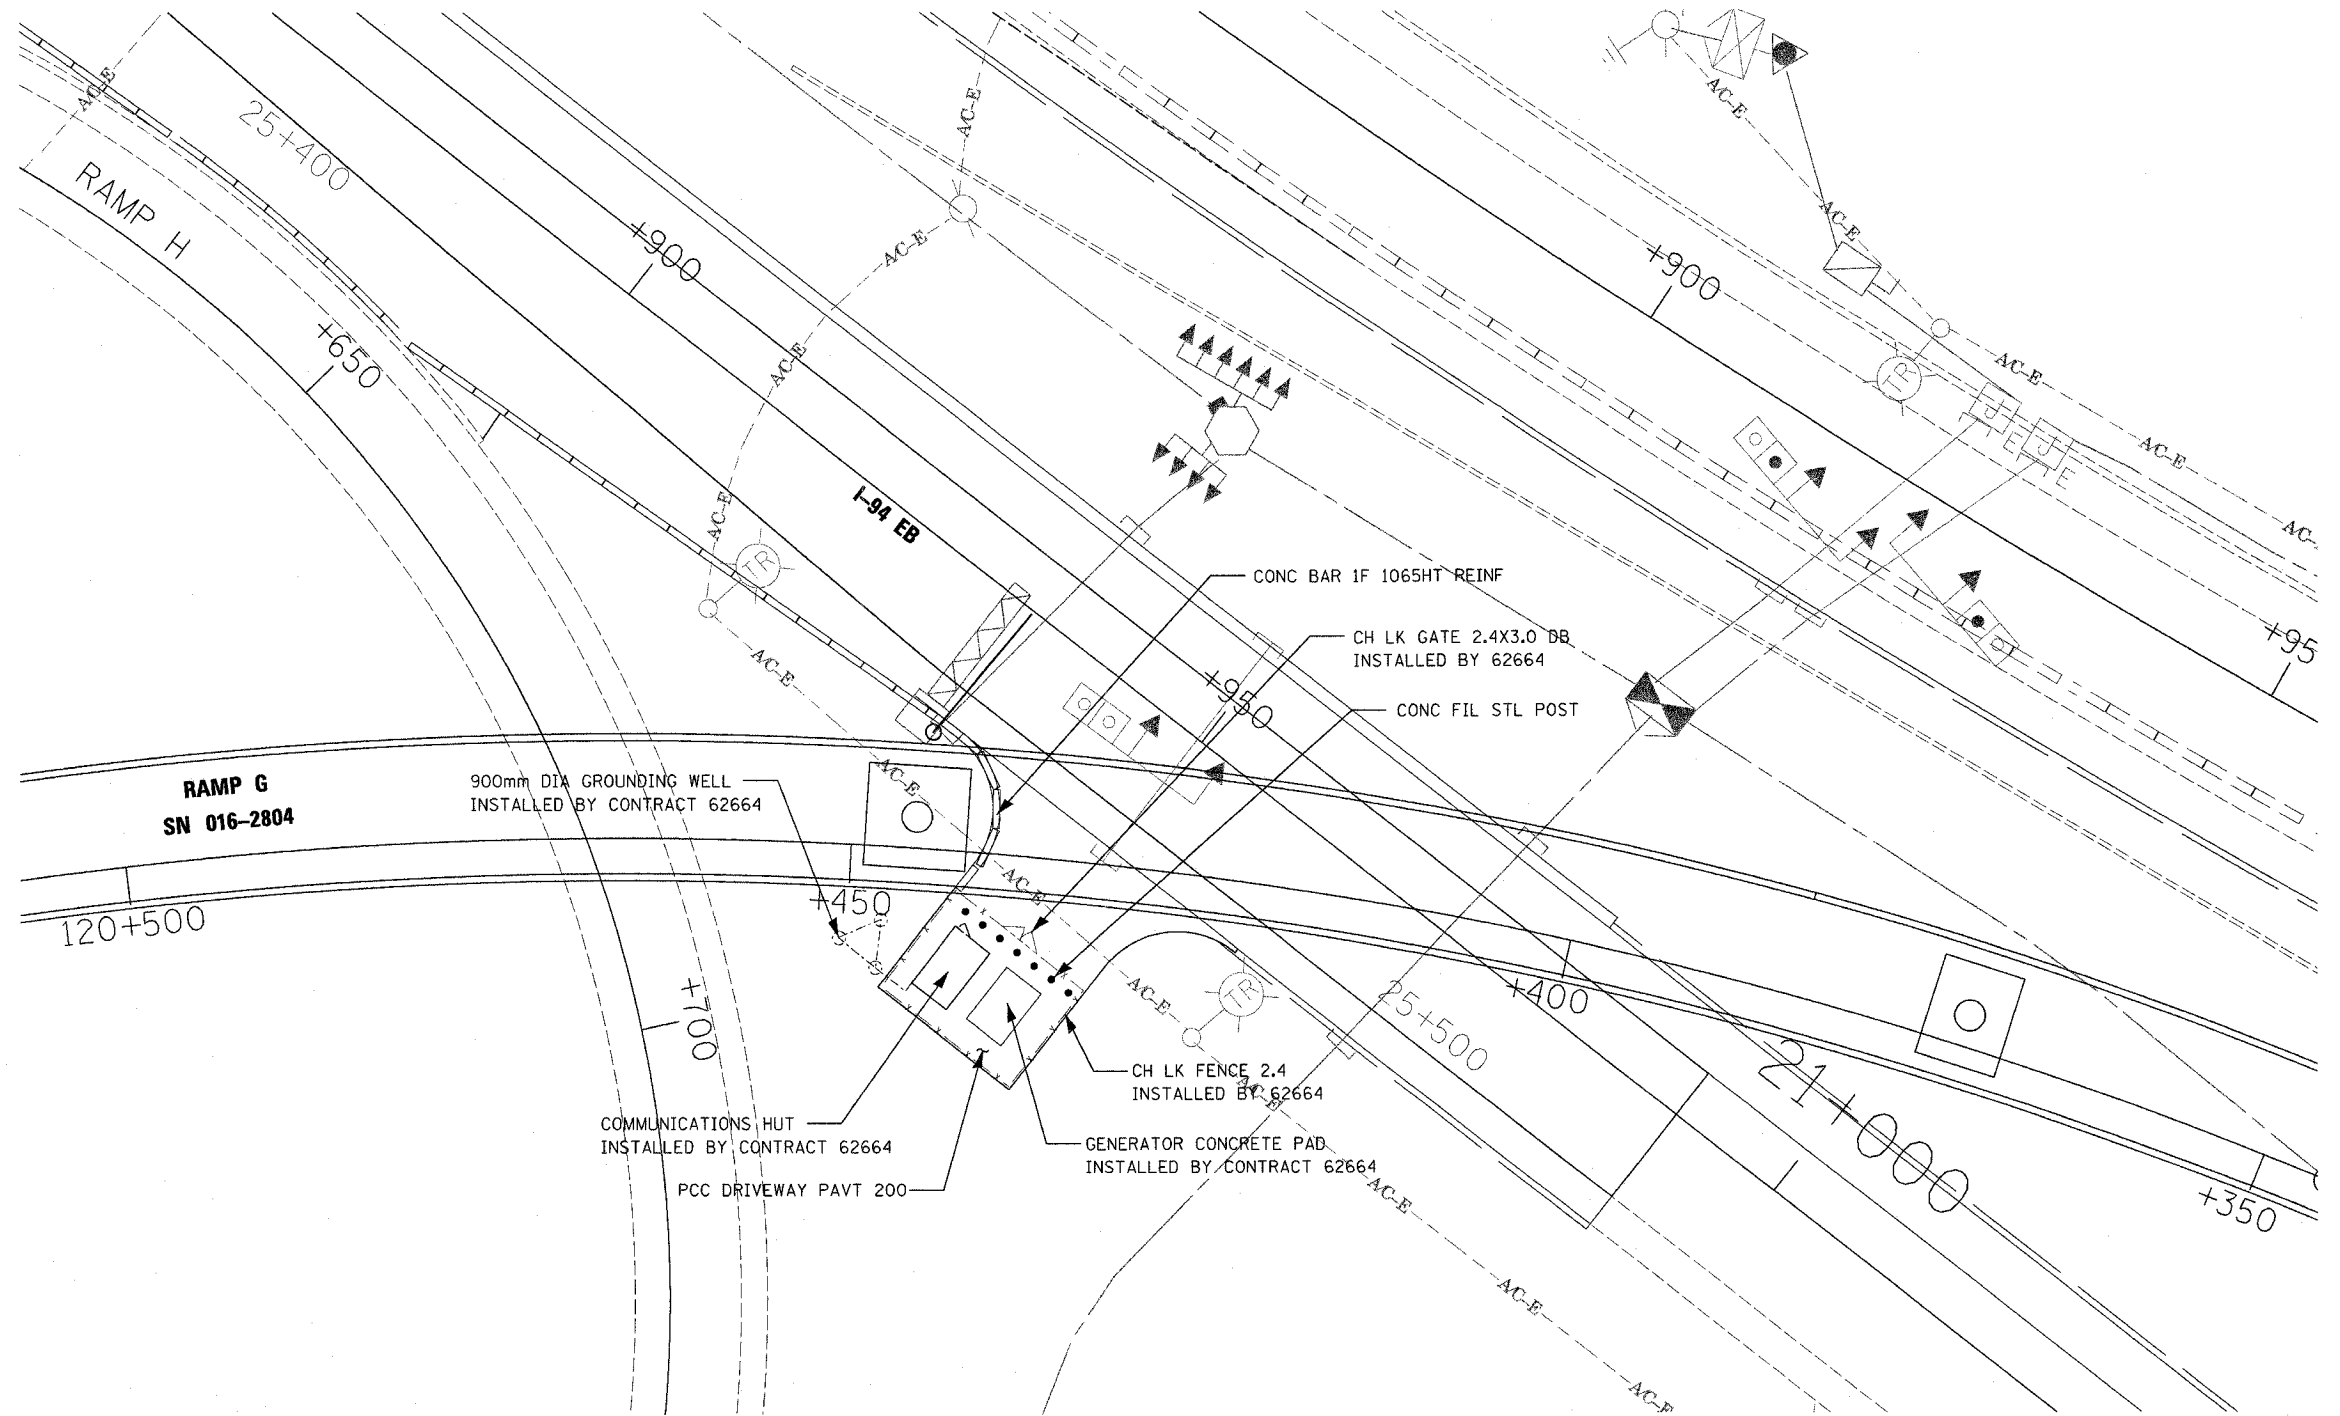 A/C-E
25+400
RAMP H
A/C-E
A/C-E
+900
A/C-E
A/C-E
+900
+650
A/C-E
TR
A/C-E
J
J
A/C-E
A/C-E
I-94 EB
A/C-E
TR
CONC BAR 1F 1065HT REINF
CH LK GATE 2.4X3.0 DB
INSTALLED BY 62664
+95
A/C-E
+950
CONC FIL STL POST
RAMP G
SN 016-2804
900mm DIA GROUNDING WELL
INSTALLED BY CONTRACT 62664
A/C-E
120+500
+450
A/C-E
+400
A/C-E
TR
25+500
+700
21+000
CH LK FENCE 2.4
INSTALLED BY 62664
A/C-E
COMMUNICATIONS HUT
INSTALLED BY CONTRACT 62664
GENERATOR CONCRETE PAD
INSTALLED BY CONTRACT 62664
PCC DRIVEWAY PAVT 200
A/C-E
+350
A/C-E
A/C-E